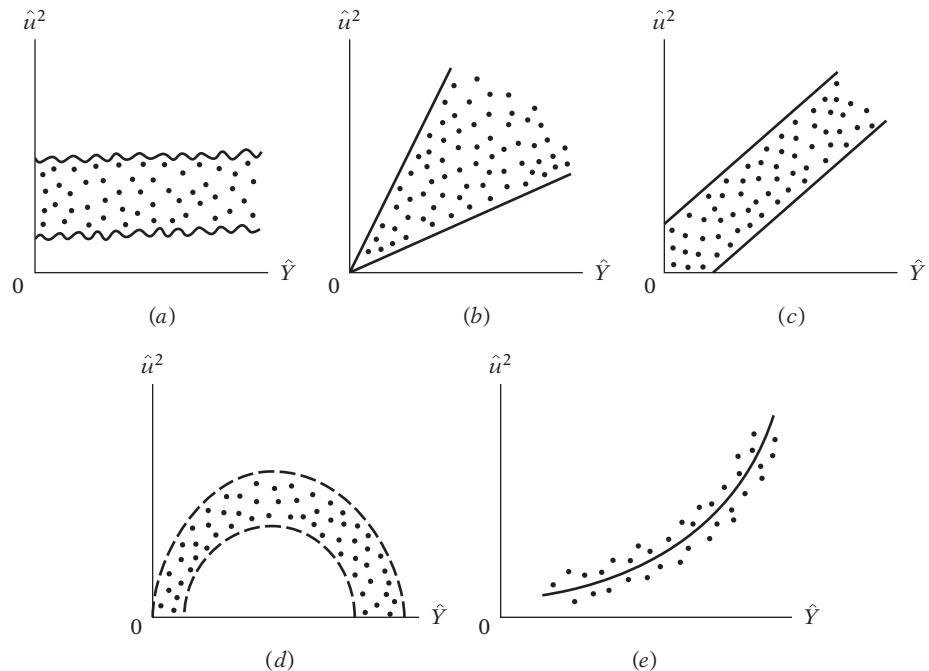 û² û² û²
0 Ŷ 0 Ŷ 0 Ŷ
(a) (b) (c)
û² û²
0 Ŷ 0 Ŷ
(d) (e)